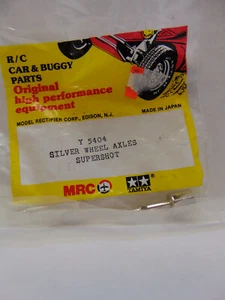 R/C
CAR & BUGGY
PARTS
Original
high performance
equipment
MODEL RECTIFIER CORP., EDISON, N.J.
MADE IN JAPAN
Y 5404
SILVER WHEEL AXLES
SUPERSHOT
MRC
TAMIYA